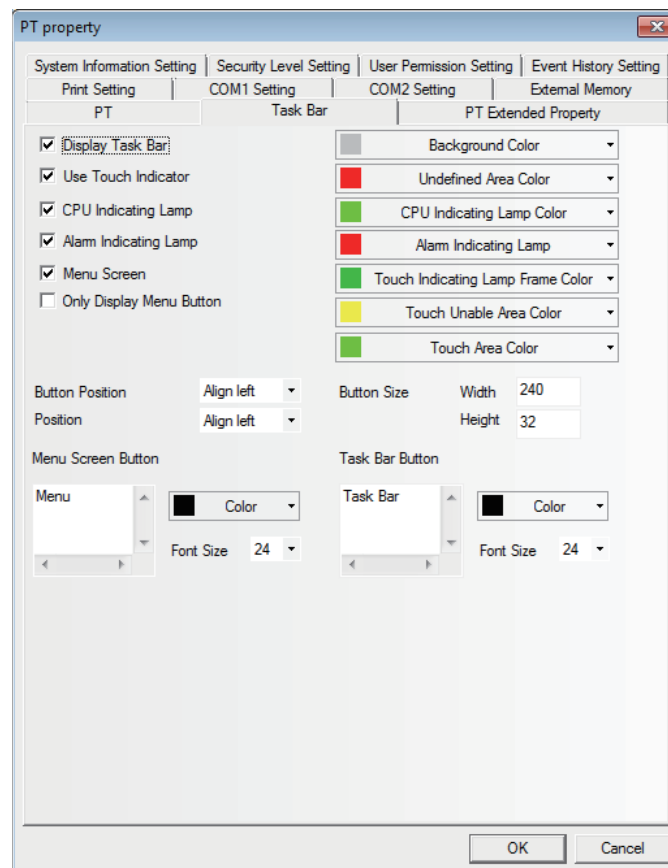 PT property
System Information Setting Security Level Setting User Permission Setting Event History Setting
Print Setting COM1 Setting COM2 Setting External Memory
PT Task Bar PT Extended Property
Display Task Bar Background Color
Use Touch Indicator Undefined Area Color
CPU Indicating Lamp CPU Indicating Lamp Color
Alarm Indicating Lamp Alarm Indicating Lamp
Menu Screen Touch Indicating Lamp Frame Color
Only Display Menu Button Touch Unable Area Color
Touch Area Color
Button Position Align left Button Size Width 240
Position Align left Height 32
Menu Screen Button Task Bar Button
Menu Color Task Bar Color
Font Size 24 Font Size 24
OK Cancel